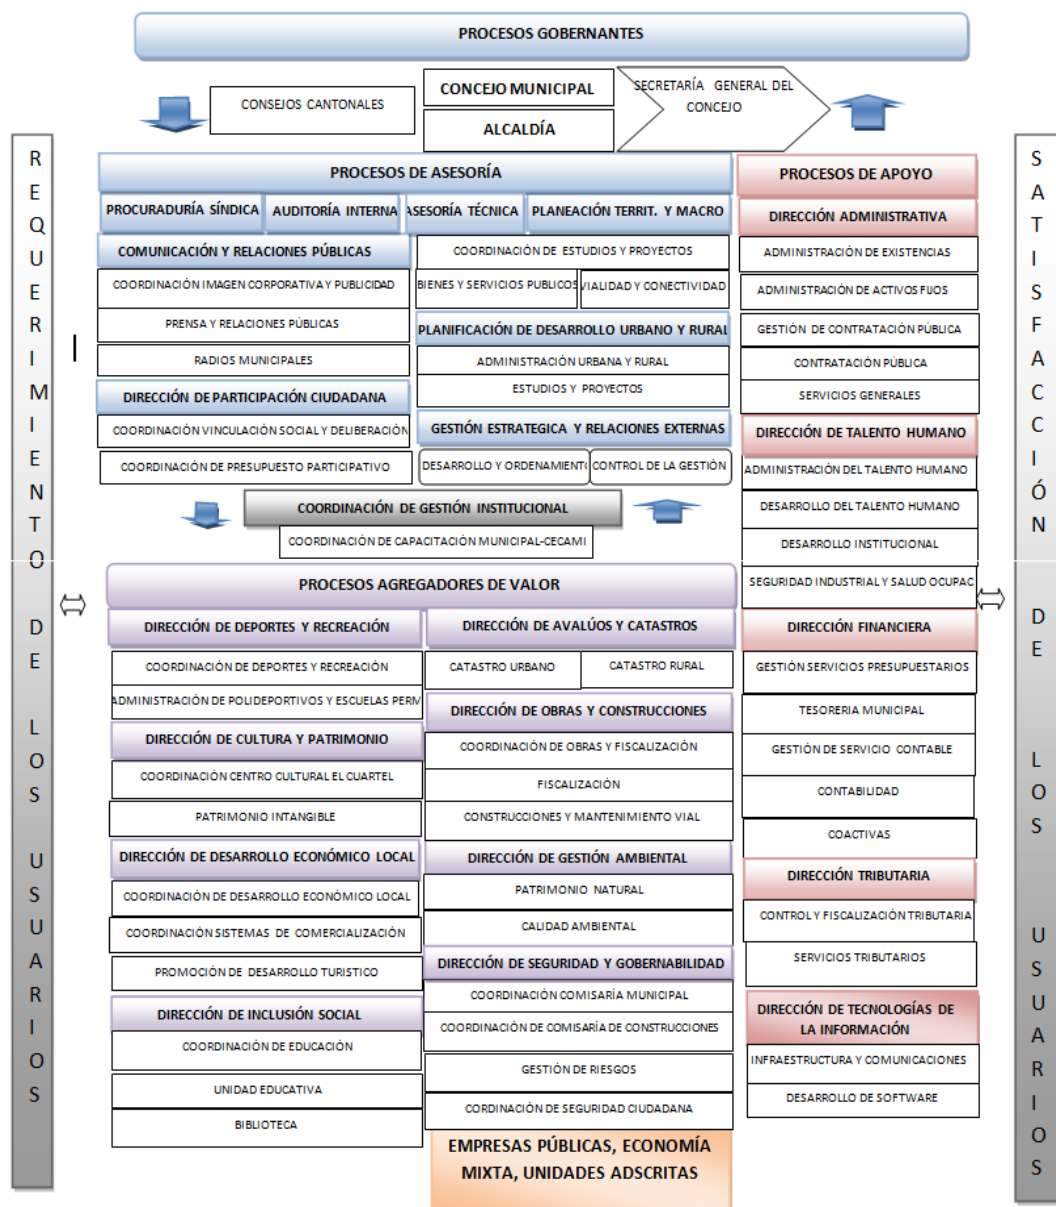 PROCESOS GOBERNANTES
CONSEJOS CANTONALES
CONCEJO MUNICIPAL
ALCALDÍA
SECRETARÍA GENERAL DEL
CONCEJO
REQUERIMIENTO DE LOS USUARIOS
PROCESOS DE ASESORÍA
PROCURADURÍA SÍNDICA
AUDITORÍA INTERNA
ASESORÍA TÉCNICA
PLANEACIÓN TERRIT. Y MACRO
COMUNICACIÓN Y RELACIONES PÚBLICAS
COORDINACIÓN IMAGEN CORPORATIVA Y PUBLICIDAD
PRENSA Y RELACIONES PÚBLICAS
RADIOS MUNICIPALES
DIRECCIÓN DE PARTICIPACIÓN CIUDADANA
COORDINACIÓN VINCULACIÓN SOCIAL Y DELIBERACIÓN
COORDINACIÓN DE PRESUPUESTO PARTICIPATIVO
COORDINACIÓN DE ESTUDIOS Y PROYECTOS
BIENES Y SERVICIOS PUBLICOS
VIALIDAD Y CONECTIVIDAD
PLANIFICACIÓN DE DESARROLLO URBANO Y RURAL
ADMINISTRACIÓN URBANA Y RURAL
ESTUDIOS Y PROYECTOS
GESTIÓN ESTRATEGICA Y RELACIONES EXTERNAS
DESARROLLO Y ORDENAMIENTO
CONTROL DE LA GESTIÓN
COORDINACIÓN DE GESTIÓN INSTITUCIONAL
COORDINACIÓN DE CAPACITACIÓN MUNICIPAL-CECAMI
PROCESOS AGREGADORES DE VALOR
DIRECCIÓN DE DEPORTES Y RECREACIÓN
COORDINACIÓN DE DEPORTES Y RECREACIÓN
ADMINISTRACIÓN DE POLIDEPORTIVOS Y ESCUELAS PERM
DIRECCIÓN DE CULTURA Y PATRIMONIO
COORDINACIÓN CENTRO CULTURAL EL CUARTEL
PATRIMONIO INTANGIBLE
DIRECCIÓN DE DESARROLLO ECONÓMICO LOCAL
COORDINACIÓN DE DESARROLLO ECONÓMICO LOCAL
COORDINACIÓN SISTEMAS DE COMERCIALIZACIÓN
PROMOCIÓN DE DESARROLLO TURISTICO
DIRECCIÓN DE INCLUSIÓN SOCIAL
COORDINACIÓN DE EDUCACIÓN
UNIDAD EDUCATIVA
BIBLIOTECA
DIRECCIÓN DE AVALÚOS Y CATASTROS
CATASTRO URBANO
CATASTRO RURAL
DIRECCIÓN DE OBRAS Y CONSTRUCCIONES
COORDINACIÓN DE OBRAS Y FISCALIZACIÓN
FISCALIZACIÓN
CONSTRUCCIONES Y MANTENIMIENTO VIAL
DIRECCIÓN DE GESTIÓN AMBIENTAL
PATRIMONIO NATURAL
CALIDAD AMBIENTAL
DIRECCIÓN DE SEGURIDAD Y GOBERNABILIDAD
COORDINACIÓN COMISARÍA MUNICIPAL
COORDINACIÓN DE COMISARÍA DE CONSTRUCCIONES
GESTIÓN DE RIESGOS
CORDINACIÓN DE SEGURIDAD CIUDADANA
EMPRESAS PÚBLICAS, ECONOMÍA
MIXTA, UNIDADES ADSCRITAS
PROCESOS DE APOYO
DIRECCIÓN ADMINISTRATIVA
ADMINISTRACIÓN DE EXISTENCIAS
ADMINISTRACIÓN DE ACTIVOS FIJOS
GESTIÓN DE CONTRATACIÓN PÚBLICA
CONTRATACIÓN PÚBLICA
SERVICIOS GENERALES
DIRECCIÓN DE TALENTO HUMANO
ADMINISTRACIÓN DEL TALENTO HUMANO
DESARROLLO DEL TALENTO HUMANO
DESARROLLO INSTITUCIONAL
SEGURIDAD INDUSTRIAL Y SALUD OCUPAC
DIRECCIÓN FINANCIERA
GESTIÓN SERVICIOS PRESUPUESTARIOS
TESORERIA MUNICIPAL
GESTIÓN DE SERVICIO CONTABLE
CONTABILIDAD
COACTIVAS
DIRECCIÓN TRIBUTARIA
CONTROL Y FISCALIZACIÓN TRIBUTARIA
SERVICIOS TRIBUTARIOS
DIRECCIÓN DE TECNOLOGÍAS DE
LA INFORMACIÓN
INFRAESTRUCTURA Y COMUNICACIONES
DESARROLLO DE SOFTWARE
SATISFACCIÓN DE LOS USUARIOS